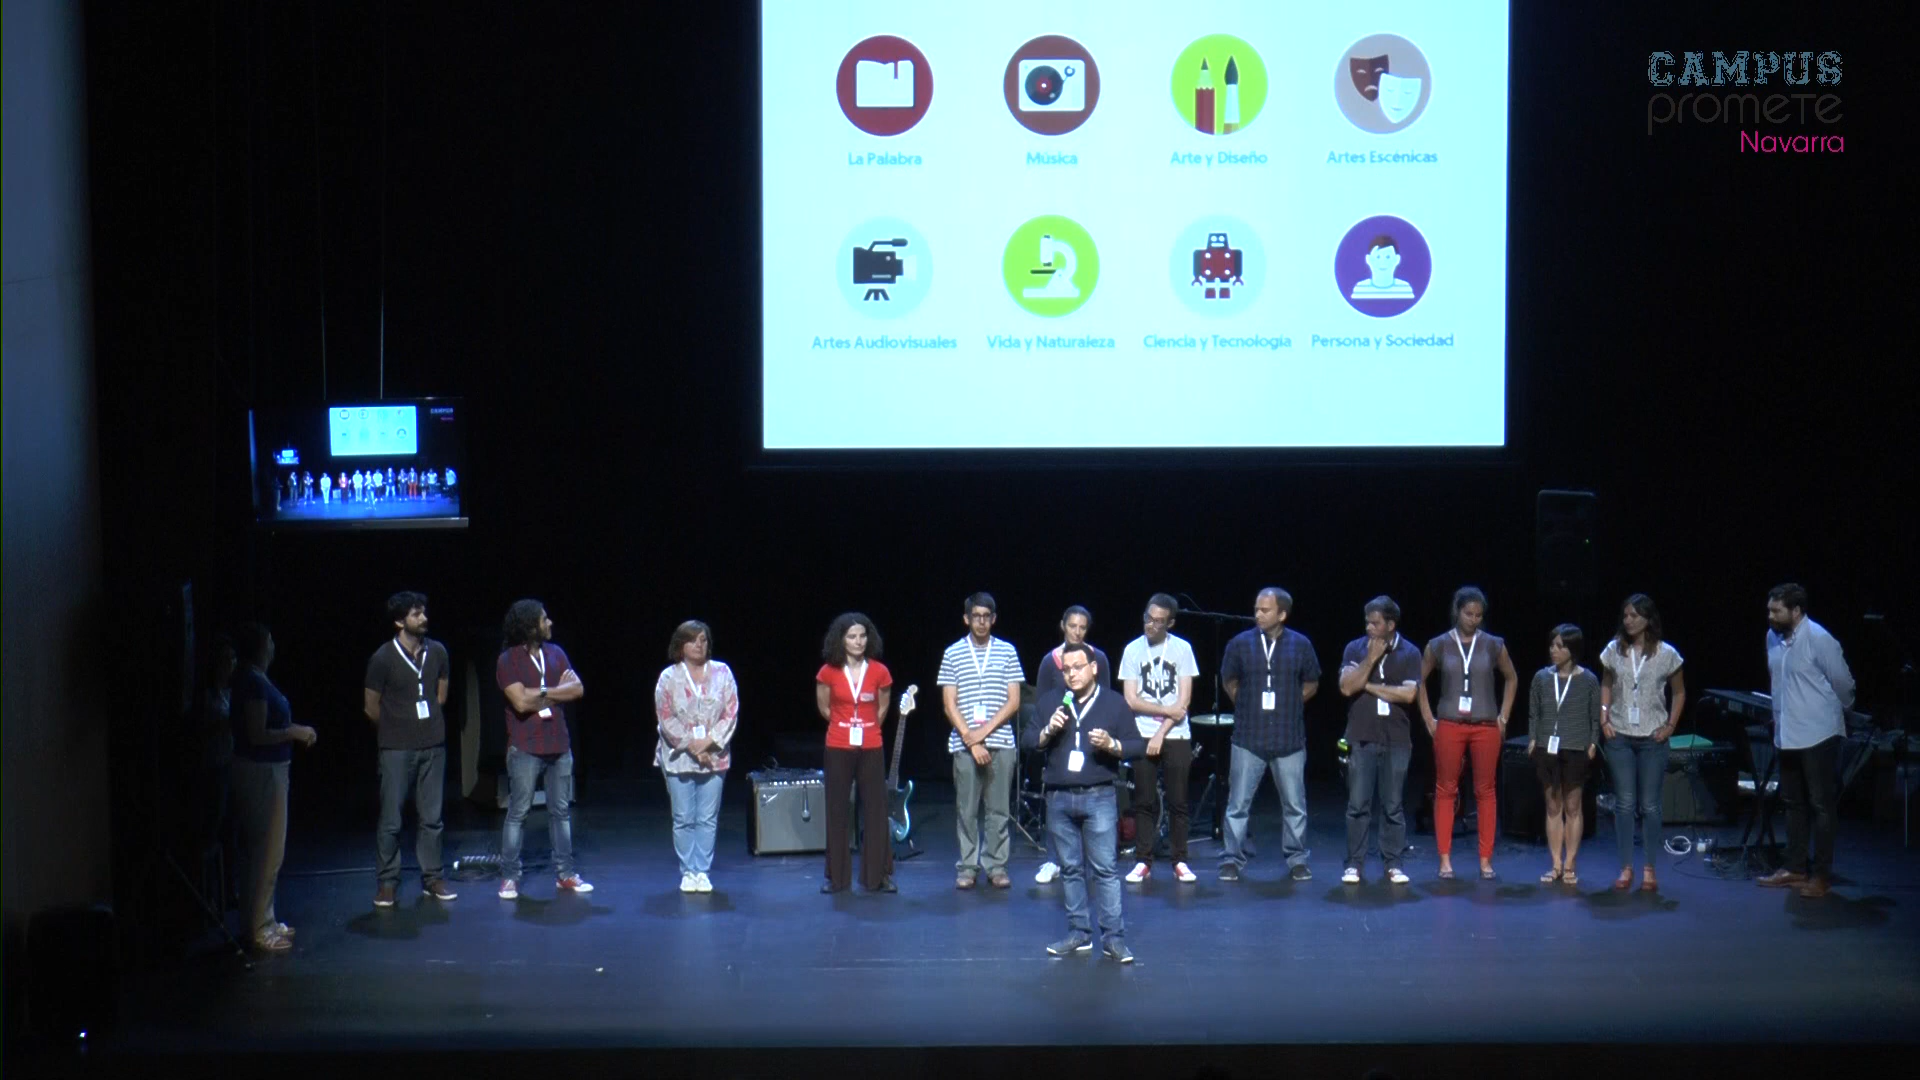 CAMPUS
promete
Navarra
La Palabra
Música
Arte y Diseño
Artes Escénicas
Artes Audiovisuales
Vida y Naturaleza
Ciencia y Tecnología
Persona y Sociedad